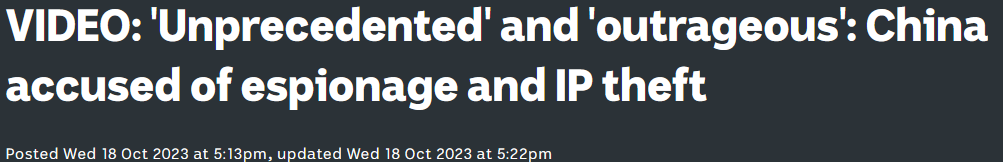 VIDEO: 'Unprecedented' and 'outrageous': China
accused of espionage and IP theft
Posted Wed 18 Oct 2023 at 5:13pm, updated Wed 18 Oct 2023 at 5:22pm